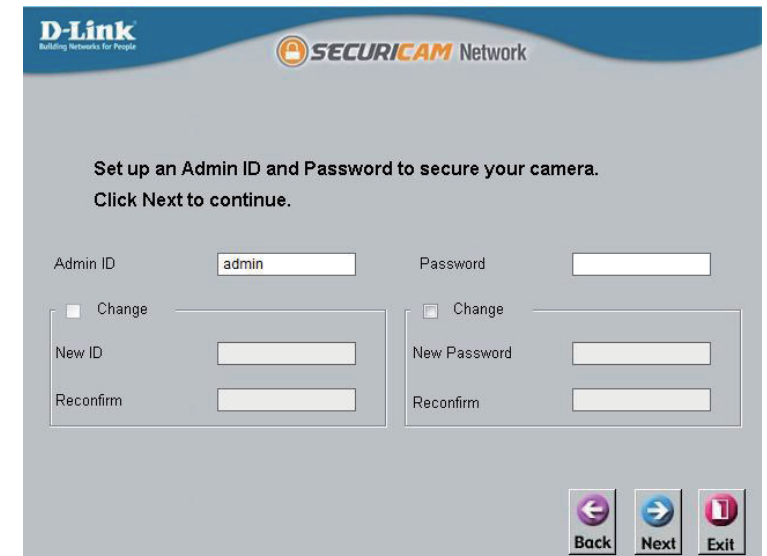 D-Link
Building Networks for People
SECURICAM Network
Set up an Admin ID and Password to secure your camera.
Click Next to continue.
Admin ID
admin
Password
Change
Change
New ID
New Password
Reconfirm
Reconfirm
Back
Next
Exit